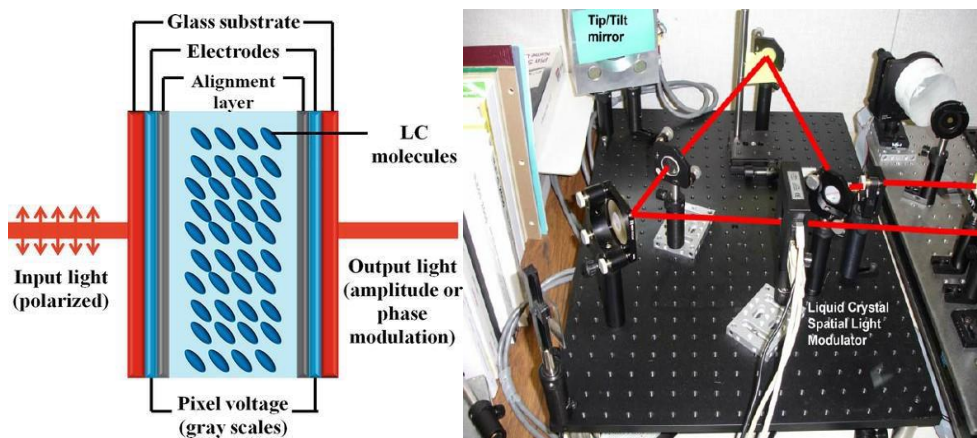 Glass substrate
Electrodes
Alignment
layer
LC
molecules
Input light
(polarized)
Output light
(amplitude or
phase
modulation)
Pixel voltage
(gray scales)
Tip/Tilt
mirror
Liquid Crystal
Spatial Light
Modulator